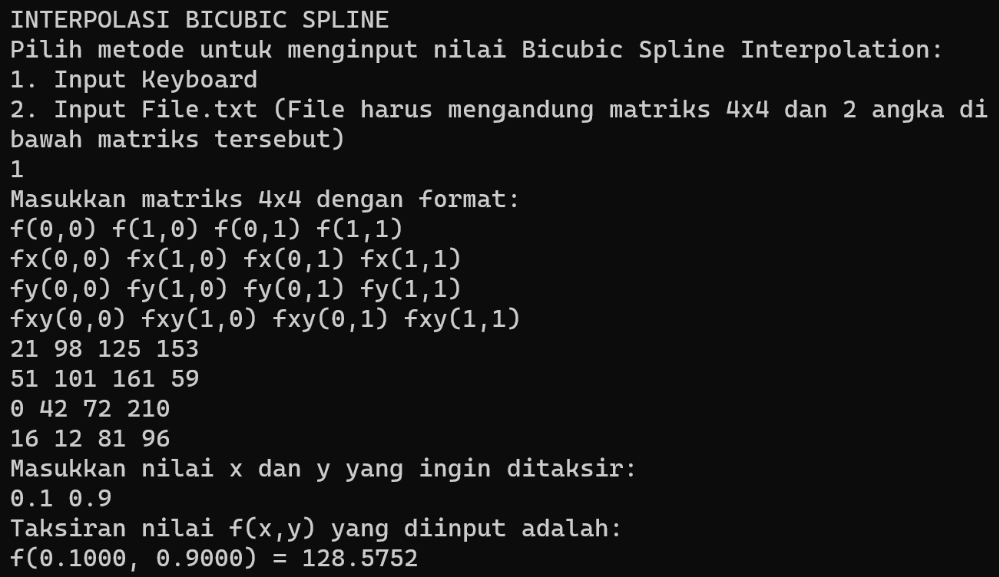 INTERPOLASI BICUBIC SPLINE
Pilih metode untuk menginput nilai Bicubic Spline Interpolation:
1. Input Keyboard
2. Input File.txt (File harus mengandung matriks 4x4 dan 2 angka di
bawah matriks tersebut)
1
Masukkan matriks 4x4 dengan format:
f(0,0) f(1,0) f(0,1) f(1,1)
fx(0,0) fx(1,0) fx(0,1) fx(1,1)
fy(0,0) fy(1,0) fy(0,1) fy(1,1)
fxy(0,0) fxy(1,0) fxy(0,1) fxy(1,1)
21 98 125 153
51 101 161 59
0 42 72 210
16 12 81 96
Masukkan nilai x dan y yang ingin ditaksir:
0.1 0.9
Taksiran nilai f(x,y) yang diinput adalah:
f(0.1000, 0.9000) = 128.5752